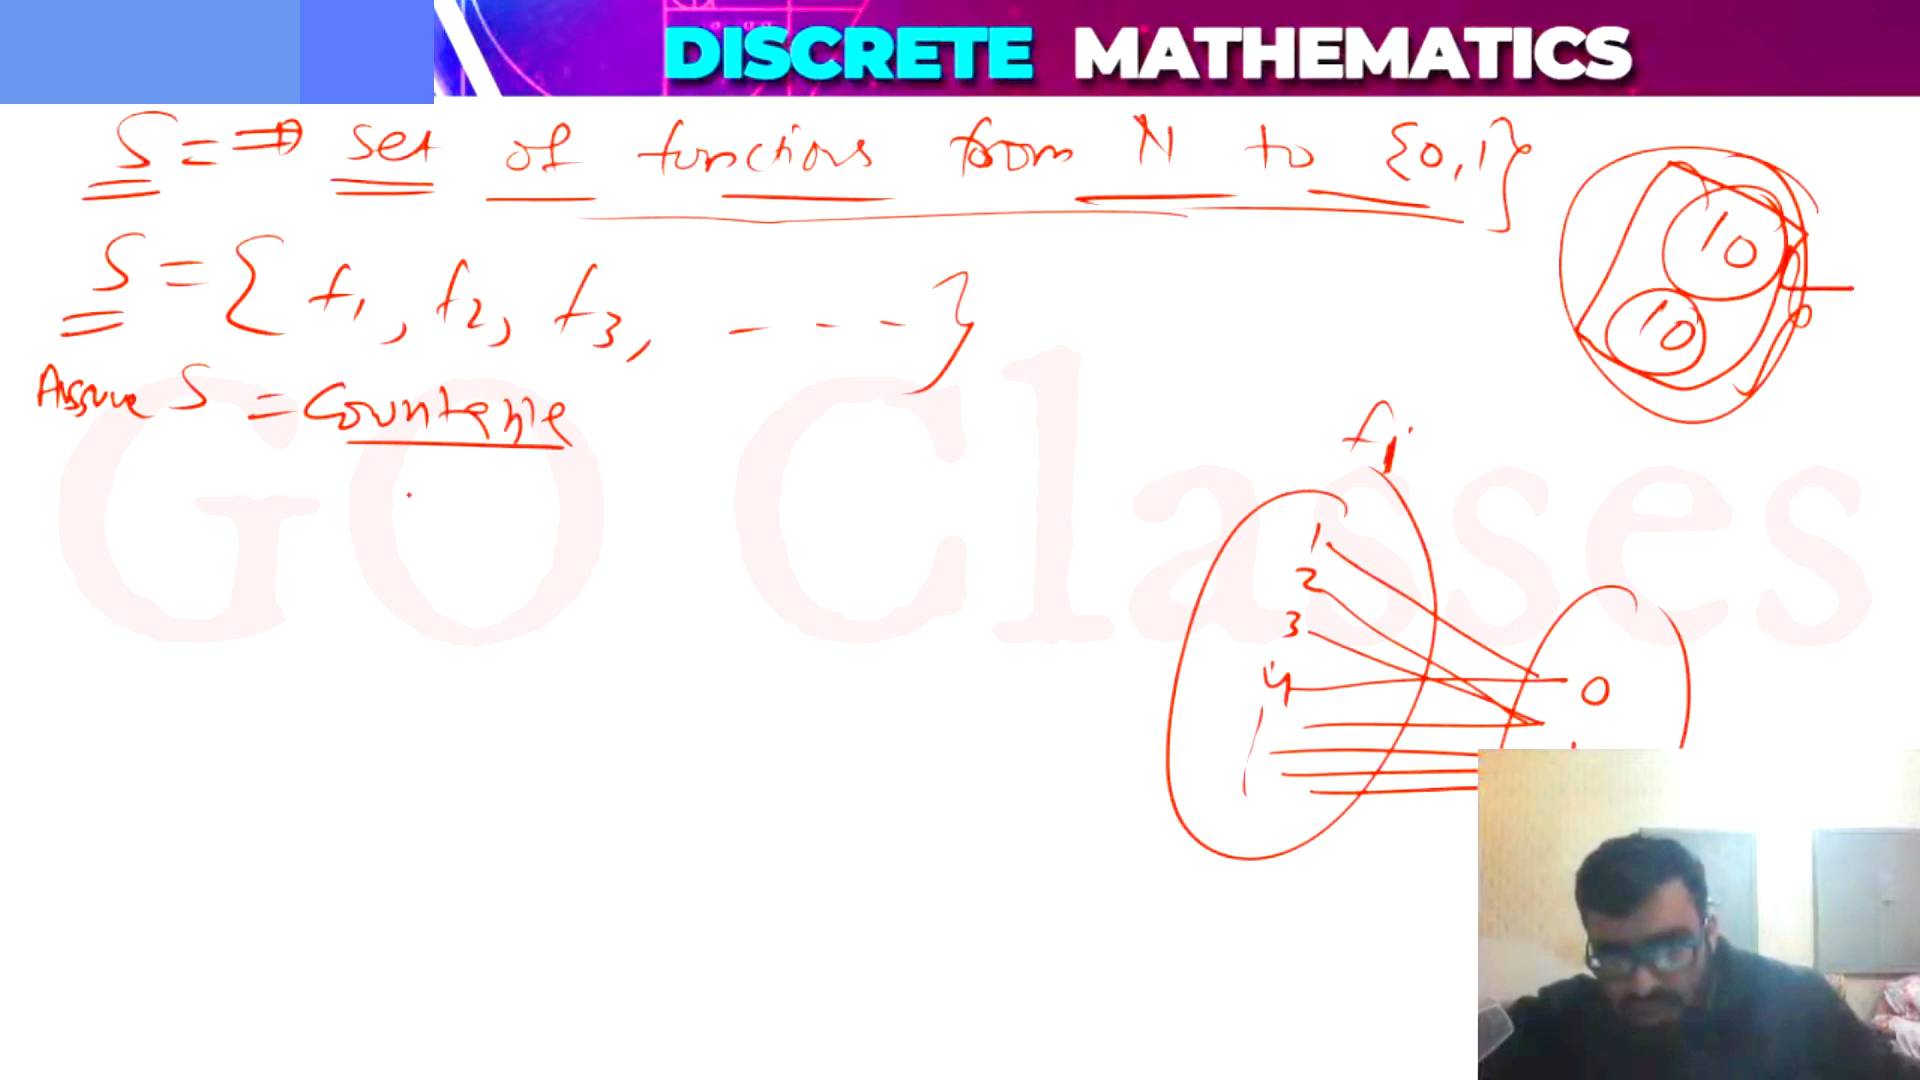 DISCRETE MATHEMATICS
S = ⇒ set of functions from N to {0,1}
S = { f1, f2, f3, ---- }
Assume S = Countable
10
10
f1
1
2
3
4
0
GO Classes